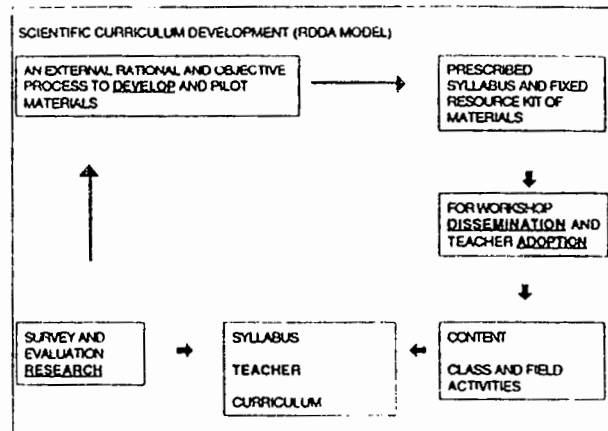 SCIENTIFIC CURRICULUM DEVELOPMENT (RDDA MODEL)
AN EXTERNAL RATIONAL AND OBJECTIVE
PROCESS TO DEVELOP AND PILOT
MATERIALS
PRESCRIBED
SYLLABUS AND FIXED
RESOURCE KIT OF
MATERIALS
FOR WORKSHOP
DISSEMINATION AND
TEACHER ADOPTION
SURVEY AND
EVALUATION
RESEARCH
SYLLABUS
TEACHER
CURRICULUM
CONTENT
CLASS AND FIELD
ACTIVITIES